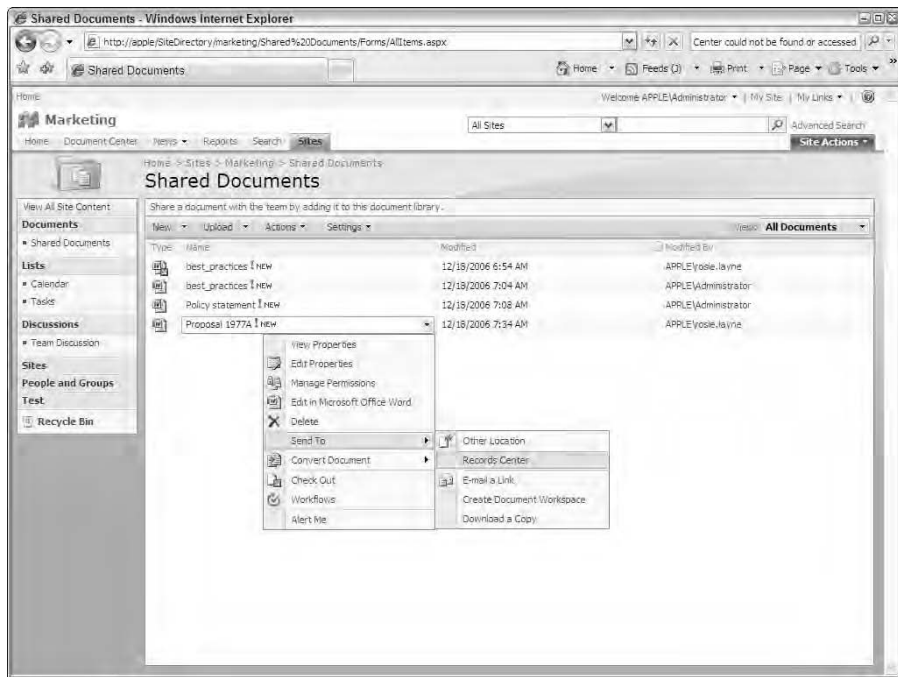 Shared Documents - Windows Internet Explorer
http://apple/SiteDirectory/marketing/Shared%20Documents/Forms/AllItems.aspx
Center could not be found or accessed
Shared Documents
Home
Feeds (J)
Print
Page
Tools
Home
Welcome APPLE\Administrator
My Site
My Links
Marketing
All Sites
Advanced Search
Home
Document Center
News
Reports
Search
Sites
Site Actions
Home > Sites > Marketing > Shared Documents
Shared Documents
View All Site Content
Documents
Shared Documents
Lists
Calendar
Tasks
Discussions
Team Discussion
Sites
People and Groups
Test
Recycle Bin
Share a document with the team by adding it to this document library.
New
Upload
Actions
Settings
View: All Documents
Type Name Modified Modified By
best_practices ! NEW 12/18/2006 6:54 AM APPLE\rosie.layne
best_practices ! NEW 12/18/2006 7:04 AM APPLE\Administrator
Policy statement ! NEW 12/18/2006 7:08 AM APPLE\Administrator
Proposal 1977A ! NEW 12/18/2006 7:34 AM APPLE\rosie.layne
View Properties
Edit Properties
Manage Permissions
Edit in Microsoft Office Word
Delete
Send To
Convert Document
Check Out
Workflows
Alert Me
Other Location
Records Center
E-mail a Link
Create Document Workspace
Download a Copy